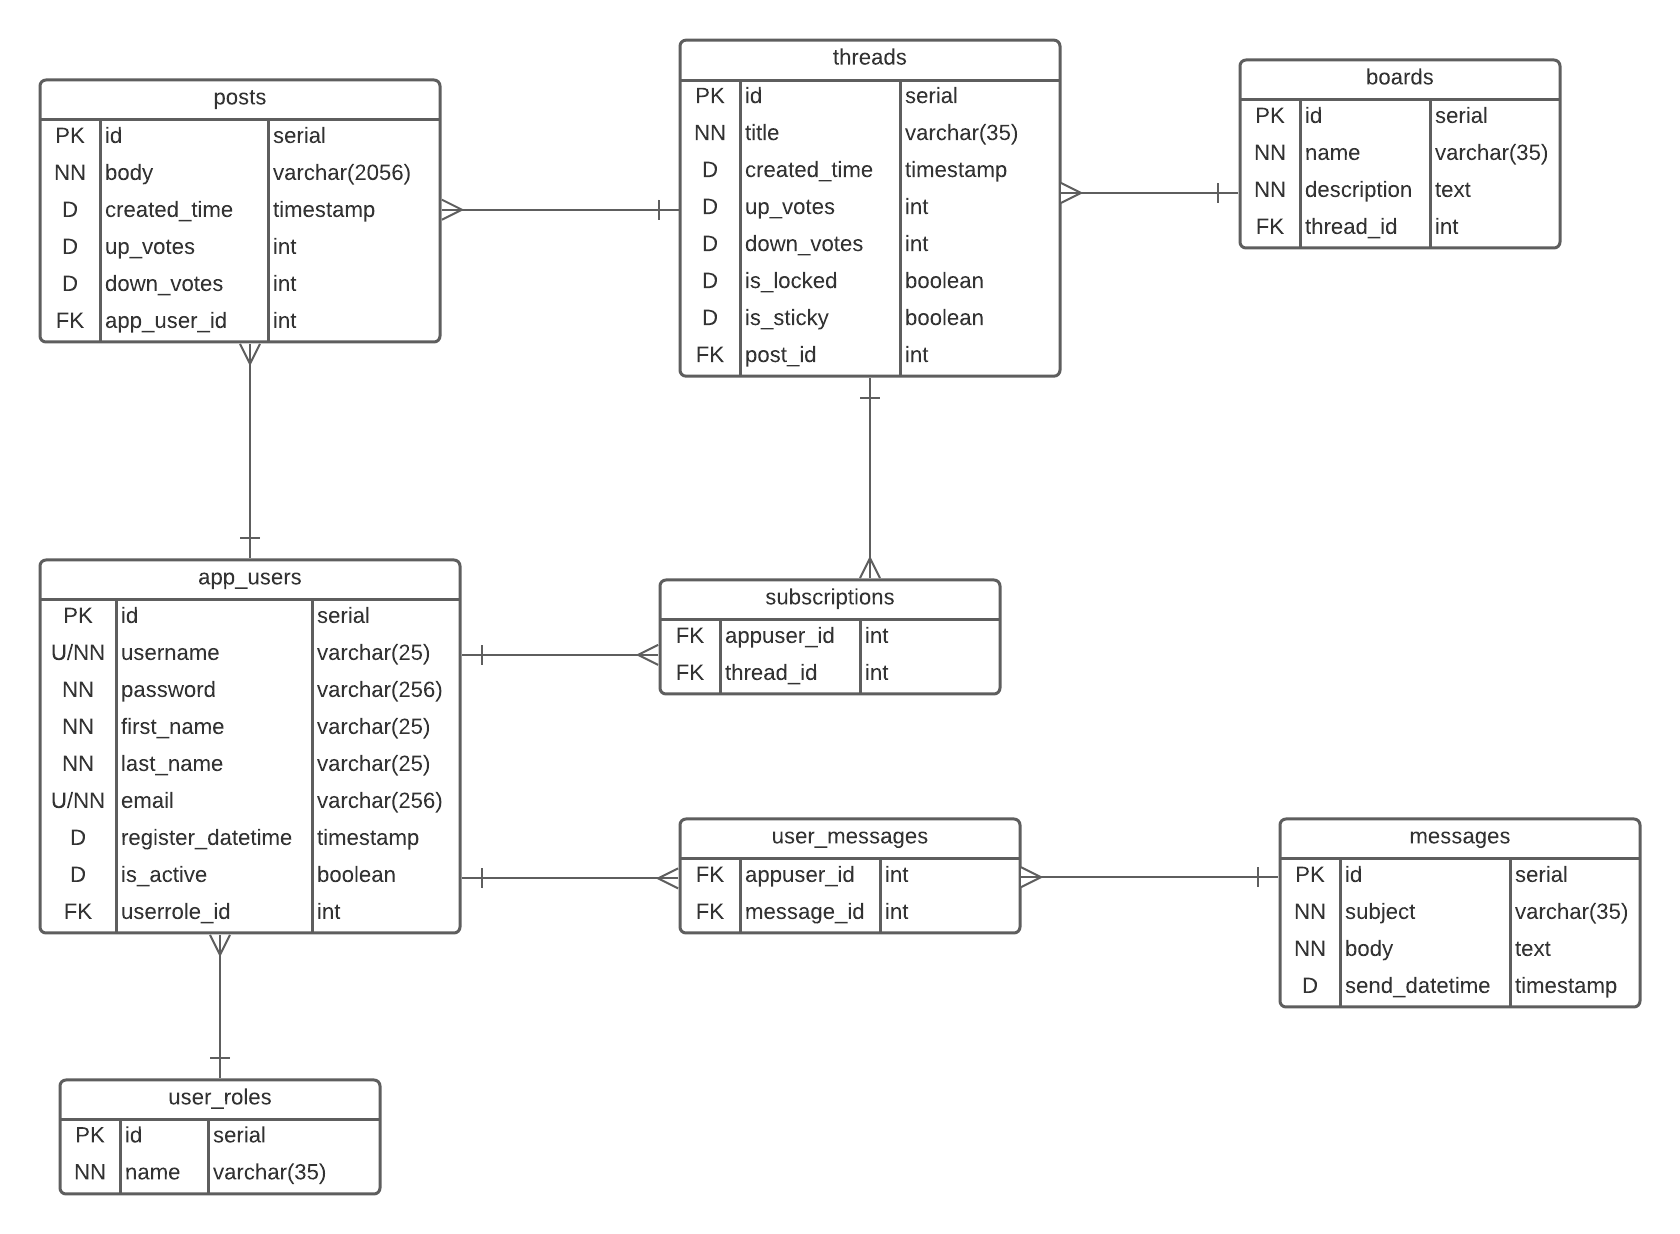 posts
PK id serial
NN body varchar(2056)
D created_time timestamp
D up_votes int
D down_votes int
FK app_user_id int
threads
PK id serial
NN title varchar(35)
D created_time timestamp
D up_votes int
D down_votes int
D is_locked boolean
D is_sticky boolean
FK post_id int
boards
PK id serial
NN name varchar(35)
NN description text
FK thread_id int
app_users
PK id serial
U/NN username varchar(25)
NN password varchar(256)
NN first_name varchar(25)
NN last_name varchar(25)
U/NN email varchar(256)
D register_datetime timestamp
D is_active boolean
FK userrole_id int
subscriptions
FK appuser_id int
FK thread_id int
user_messages
FK appuser_id int
FK message_id int
messages
PK id serial
NN subject varchar(35)
NN body text
D send_datetime timestamp
user_roles
PK id serial
NN name varchar(35)